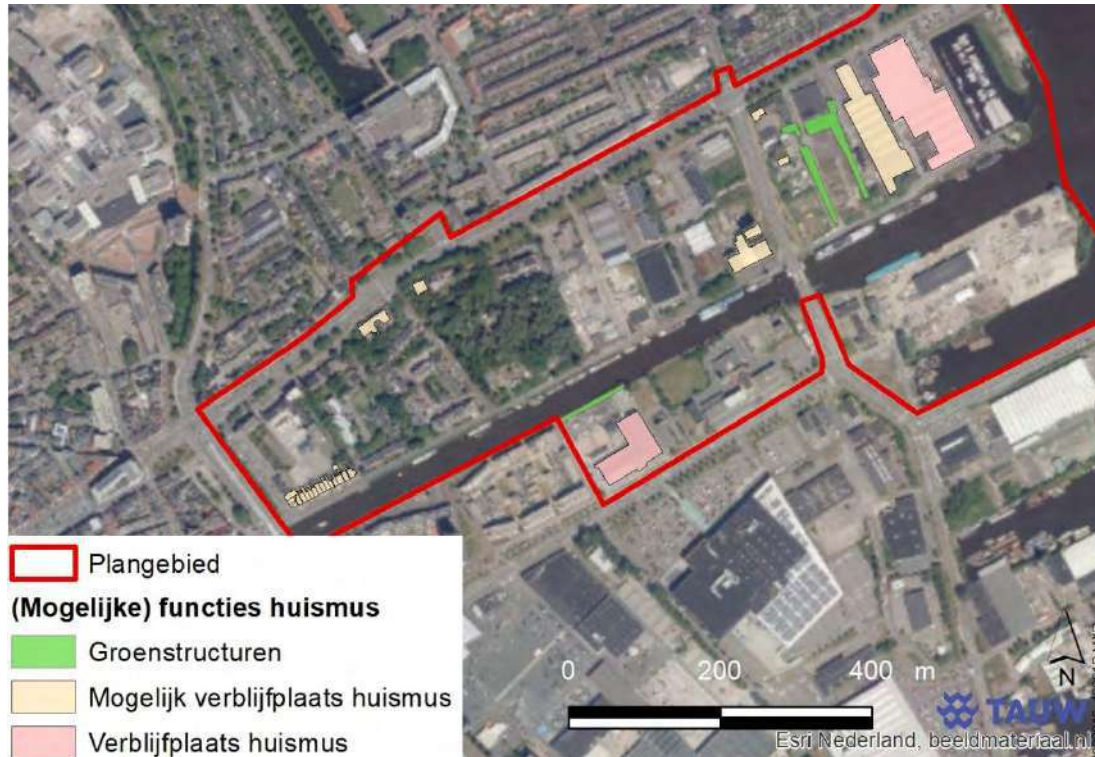 Plangebied
(Mogelijke) functies huismus
Groenstructuren
Mogelijk verblijfplaats huismus
Verblijfplaats huismus
0 200 400 m
N
TAUW
Esri Nederland, beeldmateriaal.nl